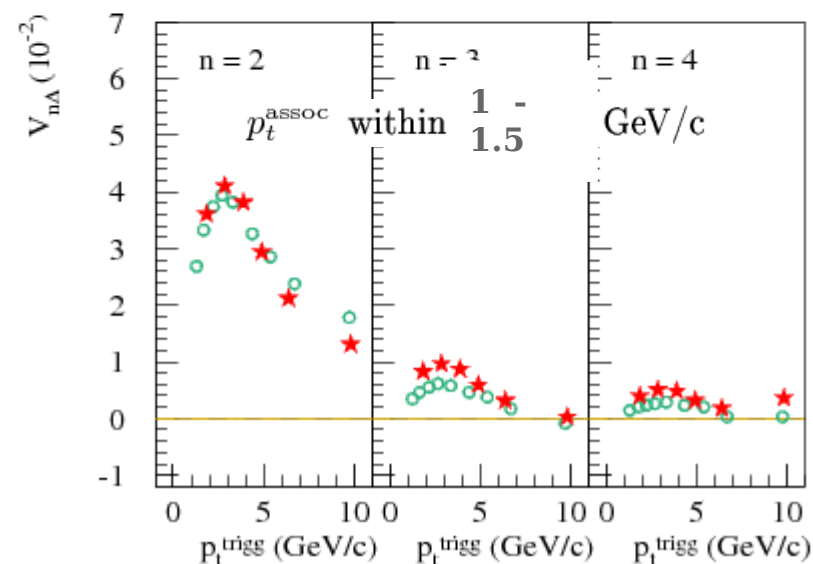 V_nΔ (10^-2)
7
6
5
4
3
2
1
0
-1
n = 2
n = 4
p_t^assoc within 1 - 1.5 GeV/c
0 5 10 0 5 10 0 5 10
p_t^trigg (GeV/c) p_t^trigg (GeV/c) p_t^trigg (GeV/c)